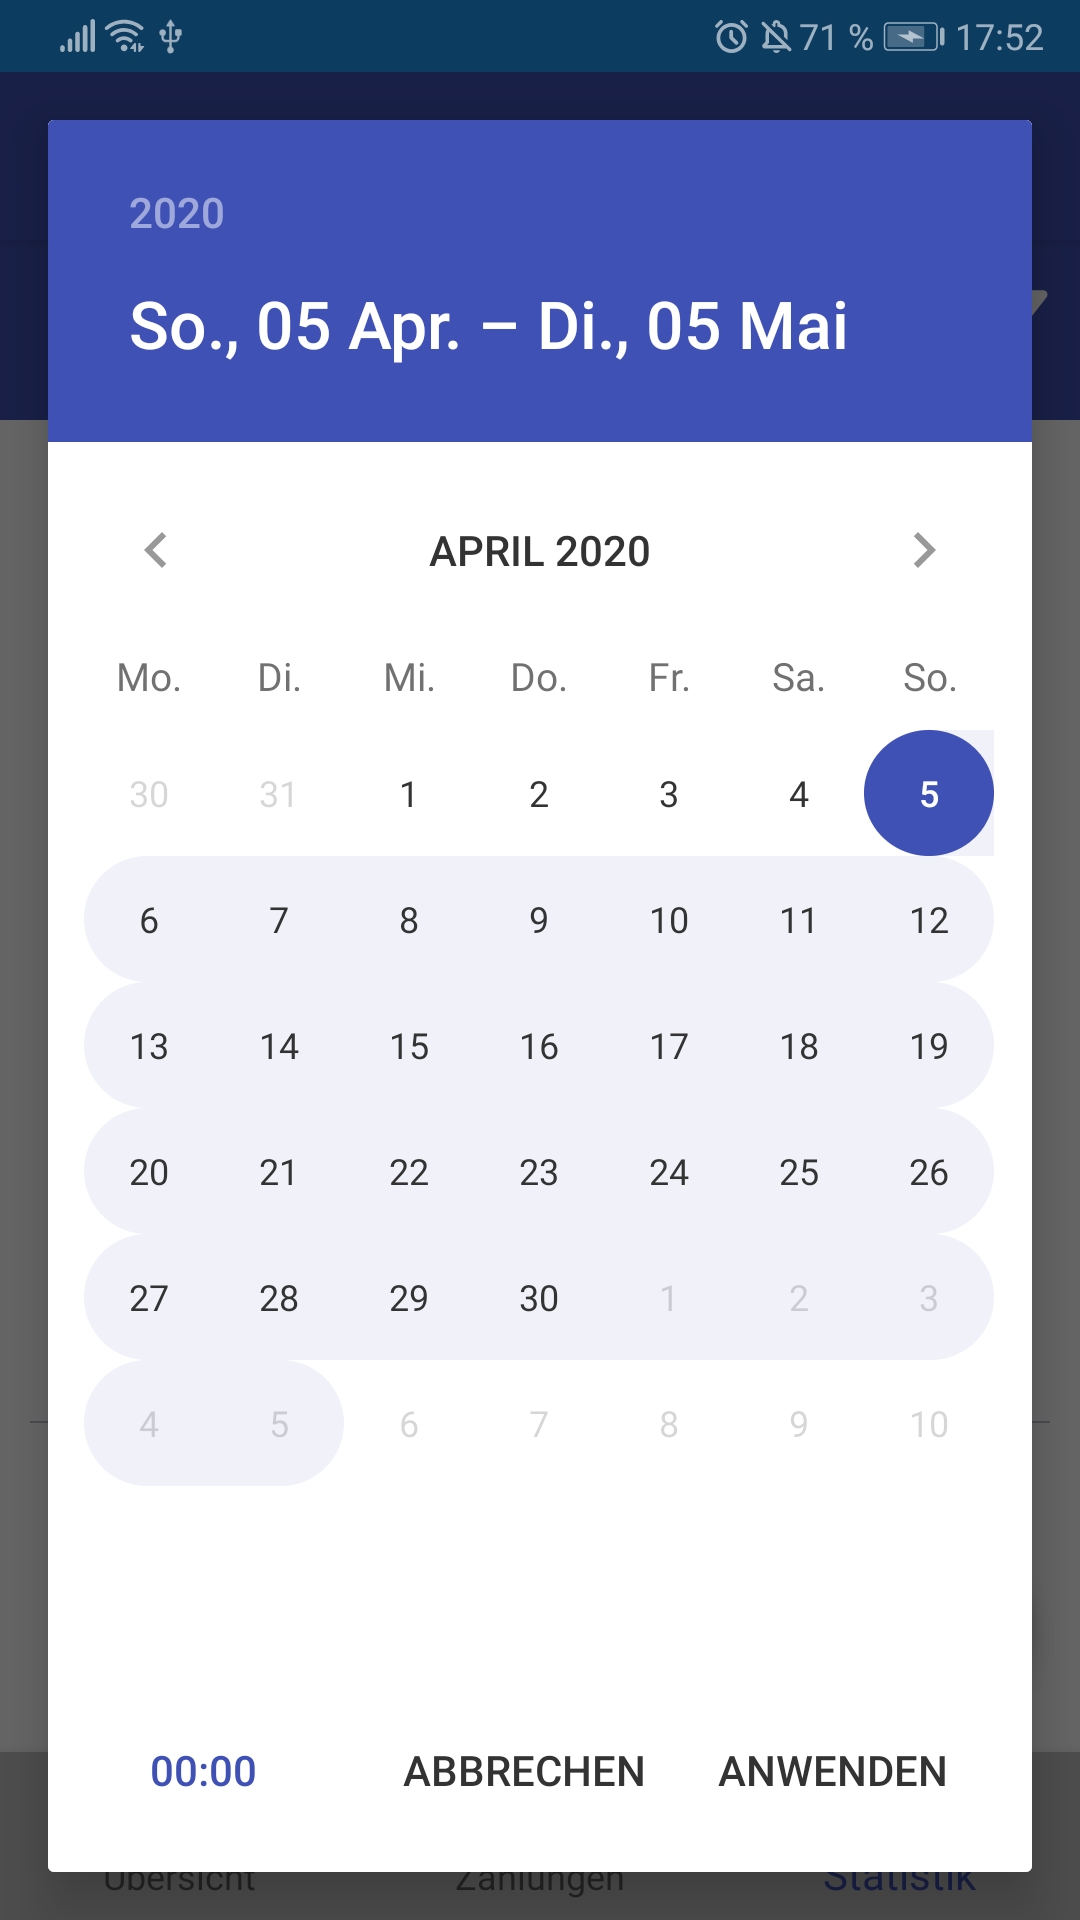 71 % 17:52
2020
So., 05 Apr. – Di., 05 Mai
APRIL 2020
Mo. Di. Mi. Do. Fr. Sa. So.
30 31 1 2 3 4 5
6 7 8 9 10 11 12
13 14 15 16 17 18 19
20 21 22 23 24 25 26
27 28 29 30 1 2 3
4 5 6 7 8 9 10
00:00 ABBRECHEN ANWENDEN
Übersicht Zahlungen Statistik